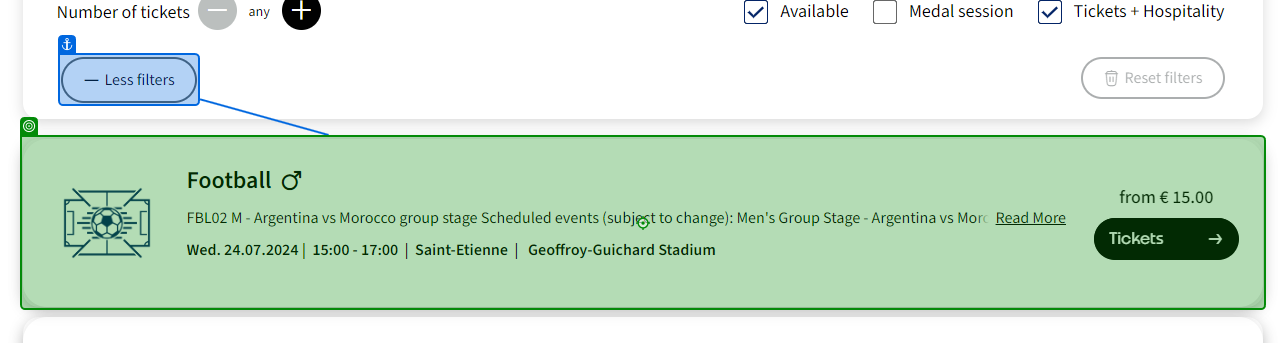 Number of tickets any Available Medal session Tickets + Hospitality
Less filters Reset filters
Football
from € 15.00
FBL02 M - Argentina vs Morocco group stage Scheduled events (subject to change): Men's Group Stage - Argentina vs Moro Read More
Tickets
Wed. 24.07.2024 | 15:00 - 17:00 | Saint-Etienne | Geoffroy-Guichard Stadium